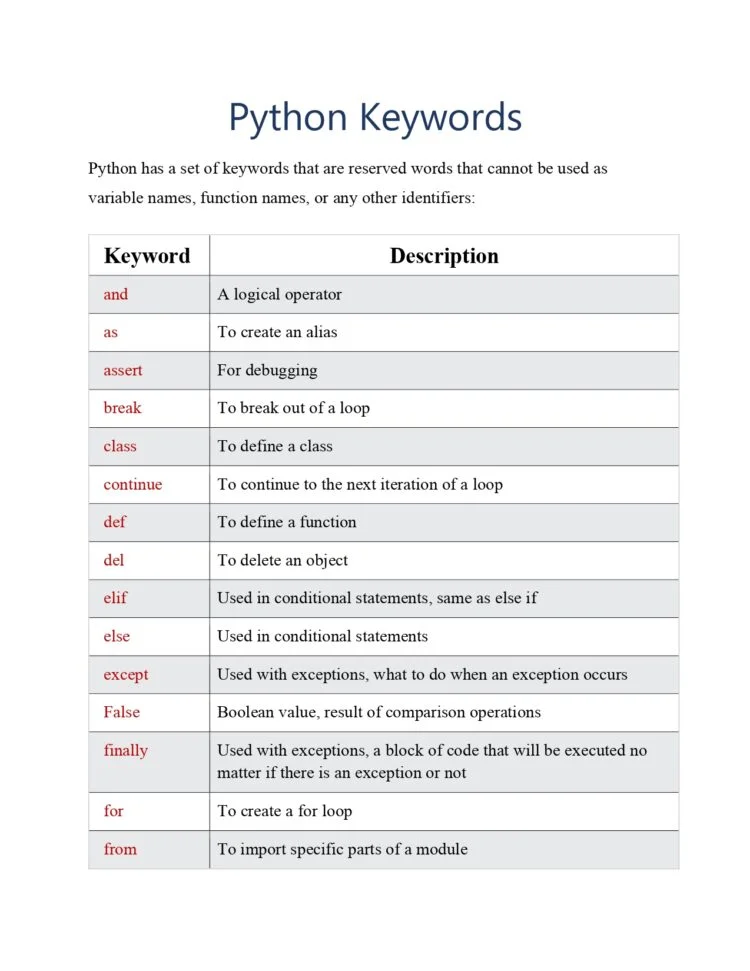 Python Keywords
Python has a set of keywords that are reserved words that cannot be used as
variable names, function names, or any other identifiers:
Keyword Description
and A logical operator
as To create an alias
assert For debugging
break To break out of a loop
class To define a class
continue To continue to the next iteration of a loop
def To define a function
del To delete an object
elif Used in conditional statements, same as else if
else Used in conditional statements
except Used with exceptions, what to do when an exception occurs
False Boolean value, result of comparison operations
finally Used with exceptions, a block of code that will be executed no
matter if there is an exception or not
for To create a for loop
from To import specific parts of a module